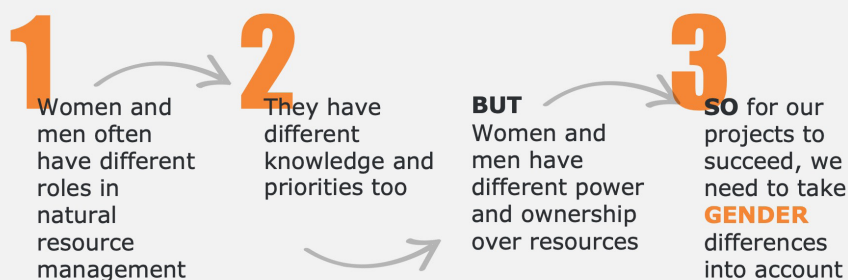 1
Women and
men often
have different
roles in
natural
resource
management
2
They have
different
knowledge and
priorities too
BUT
Women and
men have
different power
and ownership
over resources
3
SO for our
projects to
succeed, we
need to take
GENDER
differences
into account